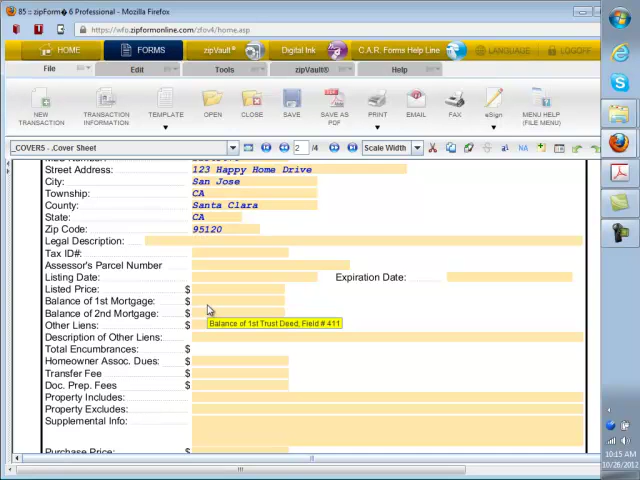 85 :: zipForm® 6 Professional - Mozilla Firefox
https://wfo.zipformonline.com/zfov4/home.asp
HOME FORMS zipVault® Digital Ink C.A.R. Forms Help Line LANGUAGE LOGOFF
File Edit Tools zipVault® Help
NEW TRANSACTION
TRANSACTION INFORMATION
TEMPLATE
OPEN
CLOSE
SAVE
SAVE AS PDF
PRINT
EMAIL
FAX
eSign
MENU HELP (FILE MENU)
_COVERS - .Cover Sheet 2 /4 Scale Width NA
Street Address: 123 Happy Home Drive
City: San Jose
Township: CA
County: Santa Clara
State: CA
Zip Code: 95120
Legal Description:
Tax ID#:
Assessor's Parcel Number
Listing Date: Expiration Date:
Listed Price: $
Balance of 1st Mortgage: $
Balance of 2nd Mortgage: $
Balance of 1st Trust Deed, Field # 411
Other Liens: $
Description of Other Liens:
Total Encumbrances: $
Homeowner Assoc. Dues: $
Transfer Fee $
Doc. Prep. Fees $
Property Includes:
Property Excludes:
Supplemental Info:
Purchase Price: $
10:15 AM
10/26/2012